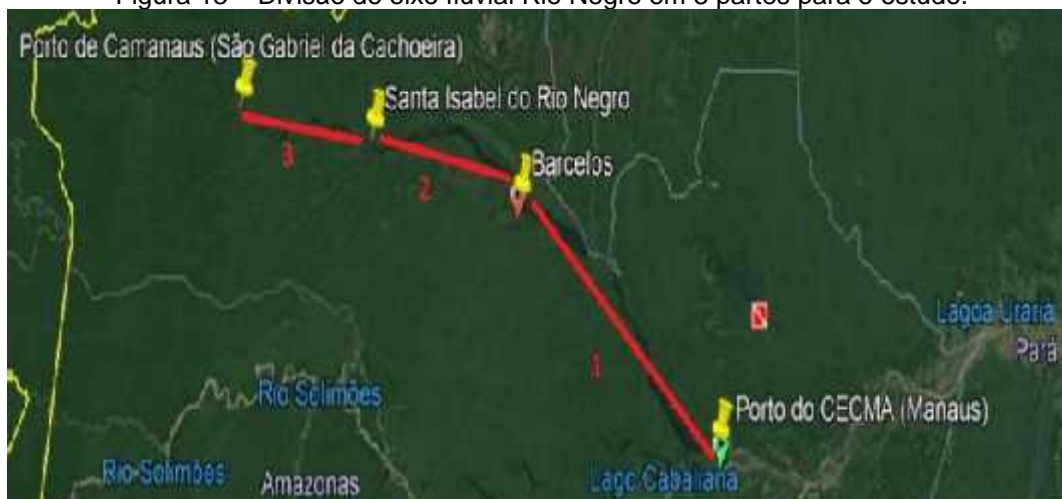 Figura 18 – Divisão do eixo fluvial Rio Negro em 3 partes para o estudo.
Porto de Camanaus (São Gabriel da Cachoeira)
Santa Isabel do Rio Negro
3
Barcelos
2
Lagoa Uraria
Pará
1
Rio Solimões
Porto do CECMA (Manaus)
Rio Solimões
Amazonas
Lago Cabaliana